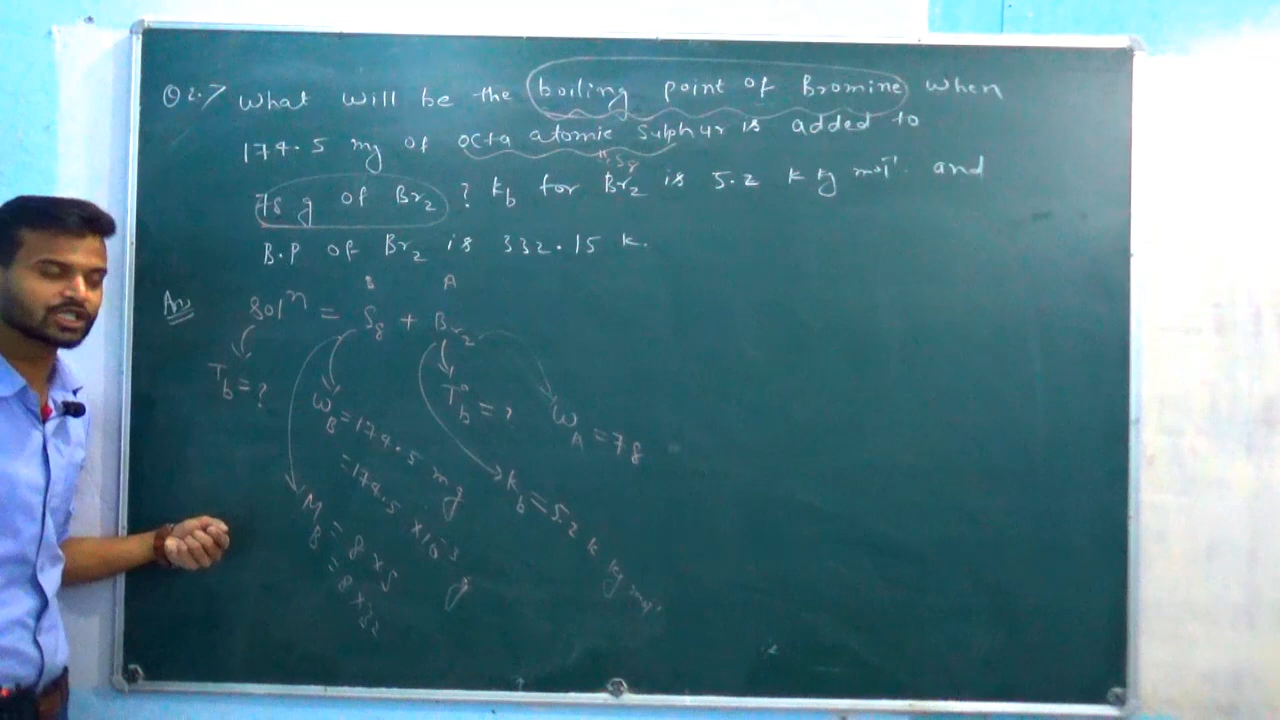 Q 2.7 What will be the boiling point of Bromine when
174.5 mg of octa atomic Sulphur is added to
S8
78 g of Br2 ? Kb for Br2 is 5.2 K kg mol-1 and
B.P of Br2 is 332.15 K.
B A
Ans Solⁿ = S8 + Br2
Tb = ?
WB = 174.5 mg
= 174.5 × 10-3 g
MB = 8 × S
= 8 × 32
Tb° = ?
Kb = 5.2 K kg mol-1
WA = 78